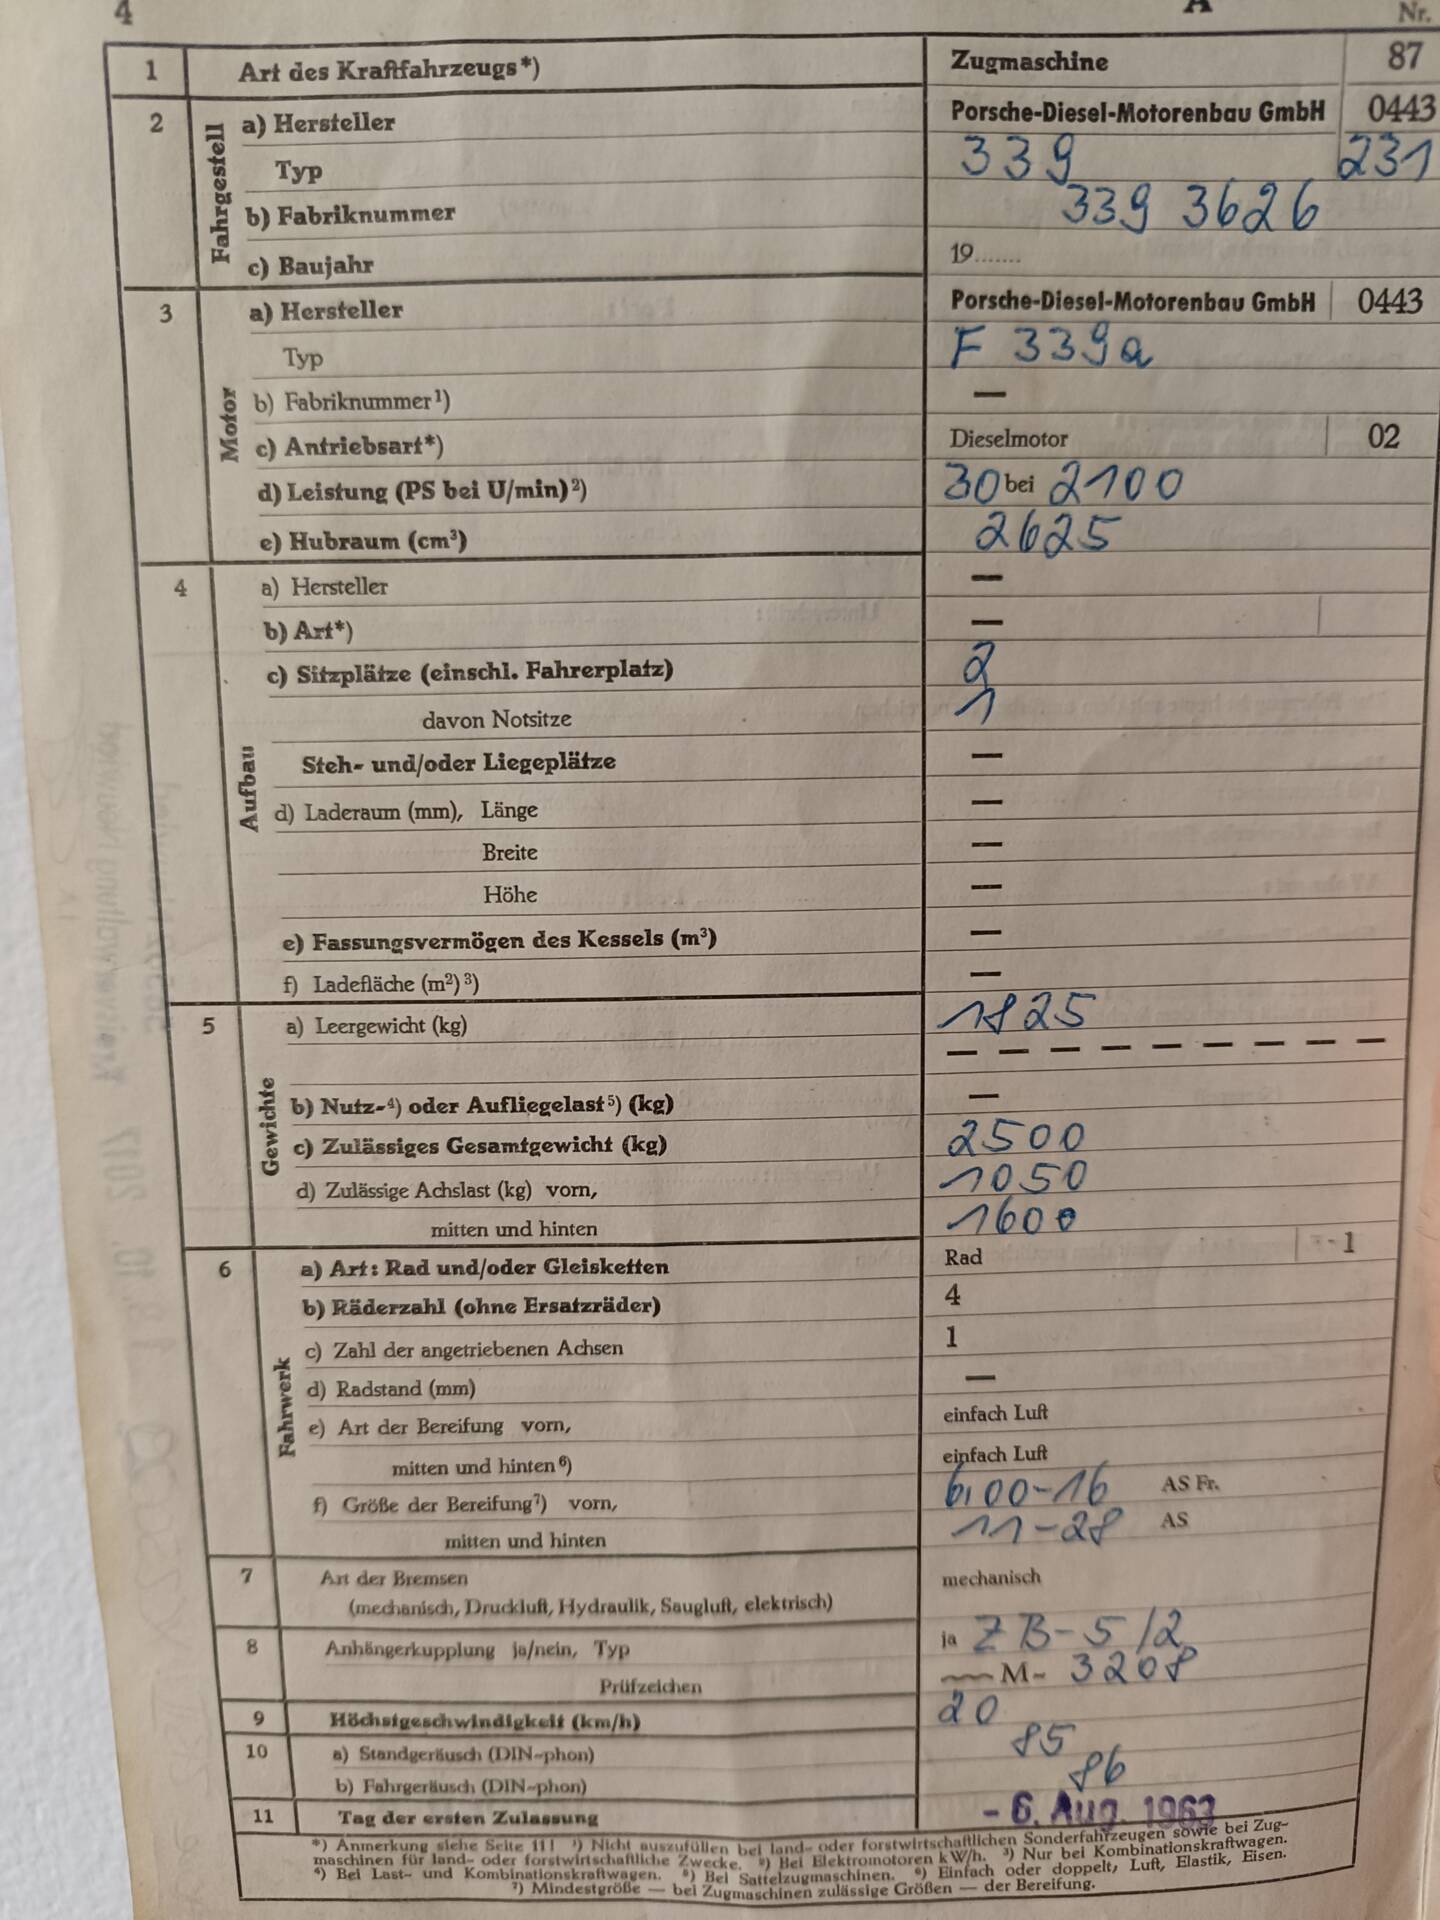 4 A Nr.
1 Art des Kraftfahrzeugs*) Zugmaschine 87
2 Fahrgestell a) Hersteller Porsche-Diesel-Motorenbau GmbH 0443
Typ 339 231
b) Fabriknummer 339 3626
c) Baujahr 19.......
3 Motor a) Hersteller Porsche-Diesel-Motorenbau GmbH 0443
Typ F 339a
b) Fabriknummer¹) —
c) Antriebsart*) Dieselmotor 02
d) Leistung (PS bei U/min)²) 30 bei 2100
e) Hubraum (cm³) 2625
4 Aufbau a) Hersteller —
b) Art*) —
c) Sitzplätze (einschl. Fahrerplatz) 2
davon Notsitze 1
Steh- und/oder Liegeplätze —
d) Laderaum (mm), Länge —
Breite —
Höhe —
e) Fassungsvermögen des Kessels (m³) —
f) Ladefläche (m²)³) —
5 Gewichte a) Leergewicht (kg) 1825
— — — — — — — — —
b) Nutz-⁴) oder Aufliegelast⁵) (kg) —
c) Zulässiges Gesamtgewicht (kg) 2500
d) Zulässige Achslast (kg) vorn, 1050
mitten und hinten 1600
6 Fahrwerk a) Art: Rad und/oder Gleisketten Rad - 1
b) Räderzahl (ohne Ersatzräder) 4
c) Zahl der angetriebenen Achsen 1
d) Radstand (mm) —
e) Art der Bereifung vorn, einfach Luft
mitten und hinten⁶) einfach Luft
f) Größe der Bereifung⁷) vorn, 6,00-16 AS Fr.
mitten und hinten 11-28 AS
7 Art der Bremsen mechanisch
(mechanisch, Druckluft, Hydraulik, Saugluft, elektrisch)
8 Anhängerkupplung ja/nein, Typ ja ZB-5/2
Prüfzeichen M- 3208
9 Höchstgeschwindigkeit (km/h) 20
10 a) Standgeräusch (DIN-phon) 85
b) Fahrgeräusch (DIN-phon) 86
11 Tag der ersten Zulassung - 6. Aug. 1963
*) Anmerkung siehe Seite 11! ¹) Nicht auszufüllen bei land- oder forstwirtschaftlichen Sonderfahrzeugen sowie bei Zug-
maschinen für land- oder forstwirtschaftliche Zwecke. ²) Bei Elektromotoren kW/h. ³) Nur bei Kombinationskraftwagen.
⁴) Bei Last- und Kombinationskraftwagen. ⁵) Bei Sattelzugmaschinen. ⁶) Einfach oder doppelt, Luft, Elastik, Eisen.
⁷) Mindestgröße — bei Zugmaschinen zulässige Größen — der Bereifung.